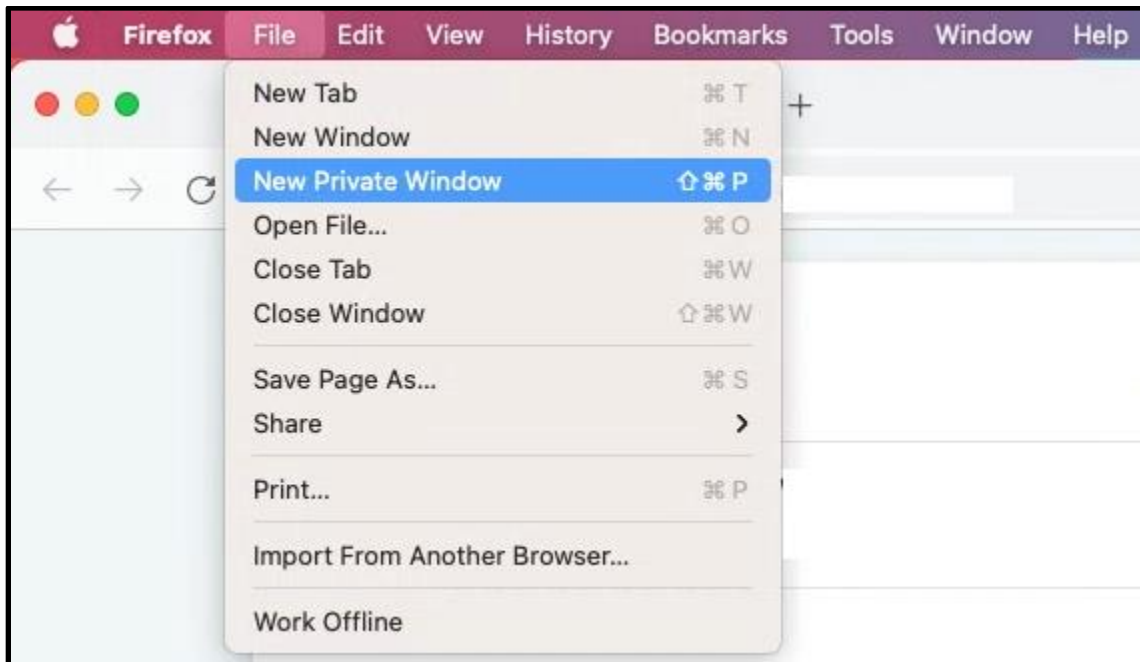 Firefox File Edit View History Bookmarks Tools Window Help
New Tab ⌘ T
New Window ⌘ N
New Private Window ⇧ ⌘ P
Open File... ⌘ O
Close Tab ⌘ W
Close Window ⇧ ⌘ W
Save Page As... ⌘ S
Share
Print... ⌘ P
Import From Another Browser...
Work Offline